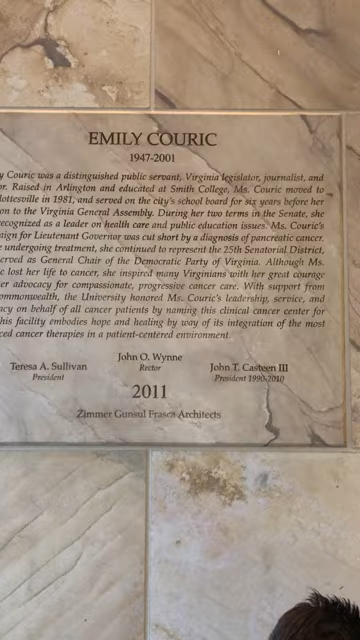 EMILY COURIC
1947-2001
y Couric was a distinguished public servant, Virginia legislator, journalist, and
or. Raised in Arlington and educated at Smith College, Ms. Couric moved to
lottesville in 1981, and served on the city's school board for six years before her
on to the Virginia General Assembly. During her two terms in the Senate, she
recognized as a leader on health care and public education issues. Ms. Couric's
aign for Lieutenant Governor was cut short by a diagnosis of pancreatic cancer.
e undergoing treatment, she continued to represent the 25th Senatorial District,
erved as General Chair of the Democratic Party of Virginia. Although Ms.
c lost her life to cancer, she inspired many Virginians with her great courage
er advocacy for compassionate, progressive cancer care. With support from
ommonwealth, the University honored Ms. Couric's leadership, service, and
acy on behalf of all cancer patients by naming this clinical cancer center for
his facility embodies hope and healing by way of its integration of the most
ced cancer therapies in a patient-centered environment.
Teresa A. Sullivan
President
John O. Wynne
Rector
John T. Casteen III
President 1990-2010
2011
Zimmer Gunsul Frasca Architects